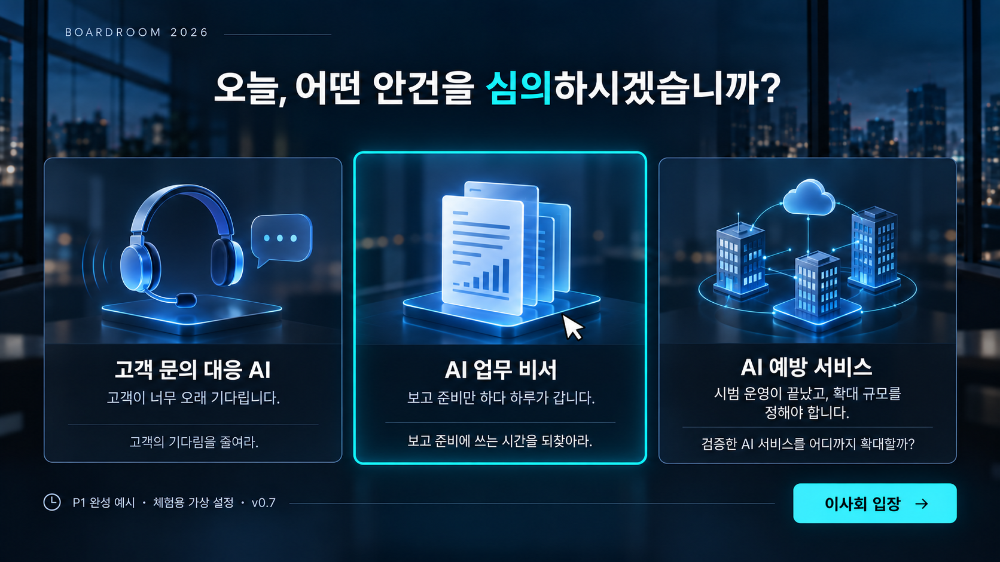 BOARDROOM 2026
오늘, 어떤 안건을 심의하시겠습니까?
고객 문의 대응 AI
고객이 너무 오래 기다립니다.
고객의 기다림을 줄여라.
AI 업무 비서
보고 준비만 하다 하루가 갑니다.
보고 준비에 쓰는 시간을 되찾아라.
AI 예방 서비스
시범 운영이 끝났고, 확대 규모를
정해야 합니다.
검증한 AI 서비스를 어디까지 확대할까?
P1 완성 예시 • 체험용 가상 설정 • v0.7
이사회 입장 →